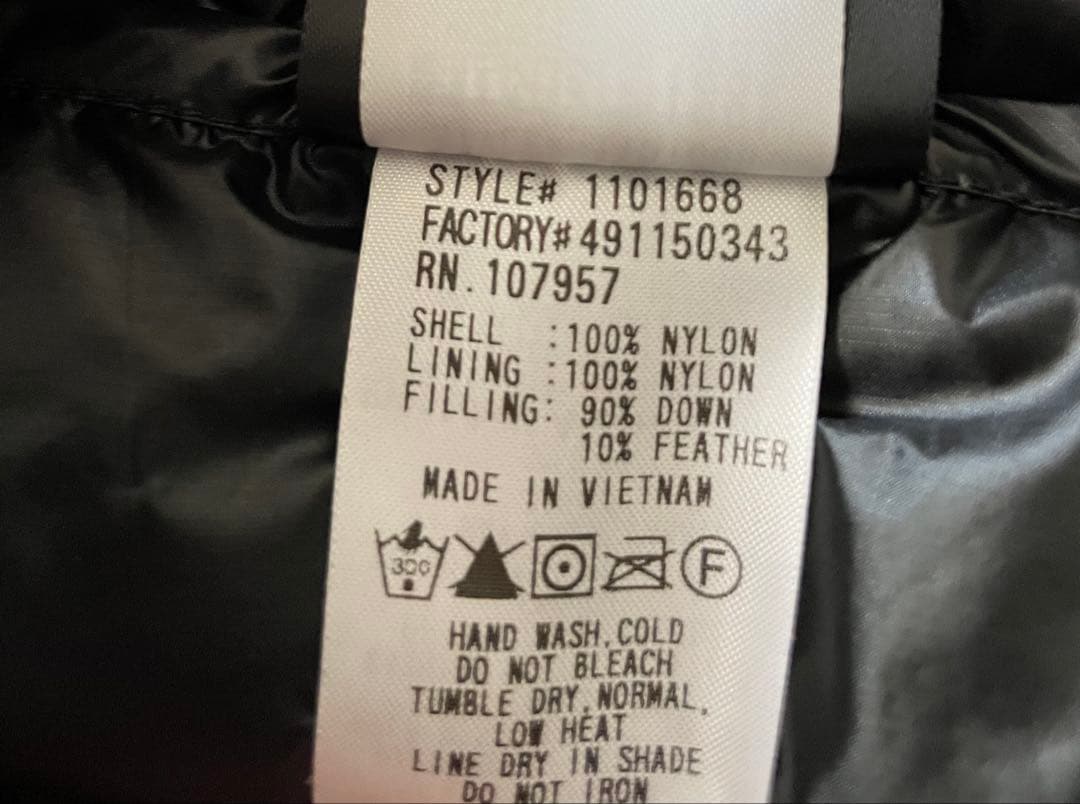 STYLE# 1101668
FACTORY# 491150343
RN. 107957
SHELL : 100% NYLON
LINING : 100% NYLON
FILLING: 90% DOWN
10% FEATHER
MADE IN VIETNAM
30C
F
HAND WASH, COLD
DO NOT BLEACH
TUMBLE DRY, NORMAL,
LOW HEAT
LINE DRY IN SHADE
DO NOT IRON